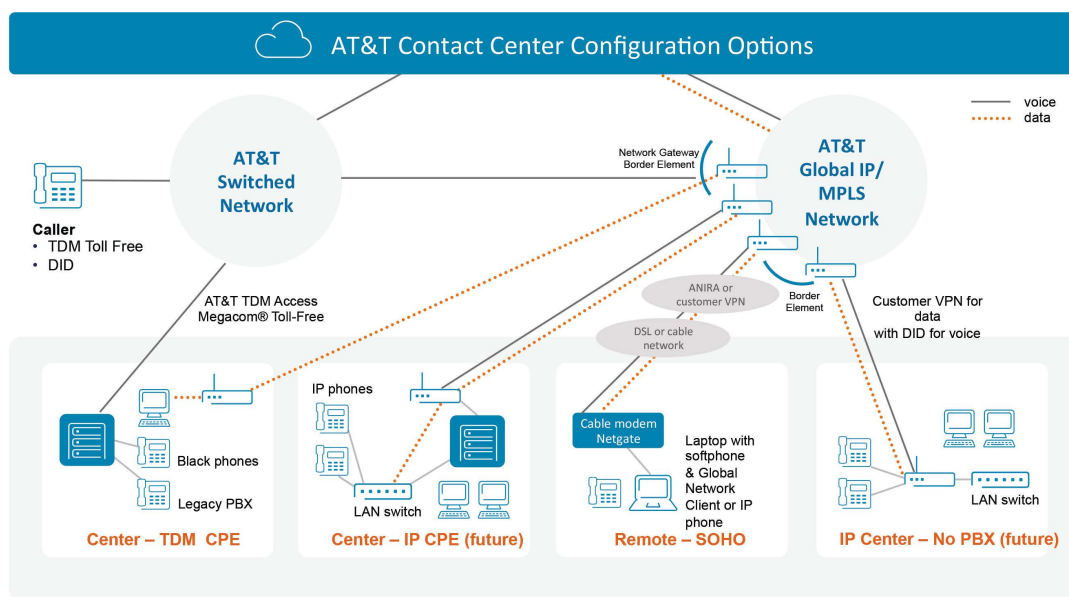 AT&T Contact Center Configuration Options
voice
data
AT&T
Switched
Network
Network Gateway
Border Element
AT&T
Global IP/
MPLS
Network
Caller
• TDM Toll Free
• DID
AT&T TDM Access
Megacom® Toll-Free
ANIRA or
customer VPN
DSL or cable
network
Border
Element
Customer VPN for
data
with DID for voice
Black phones
Legacy PBX
Center – TDM CPE
IP phones
LAN switch
Center – IP CPE (future)
Cable modem
Netgate
Laptop with
softphone
& Global
Network
Client or IP
phone
Remote – SOHO
LAN switch
IP Center – No PBX (future)